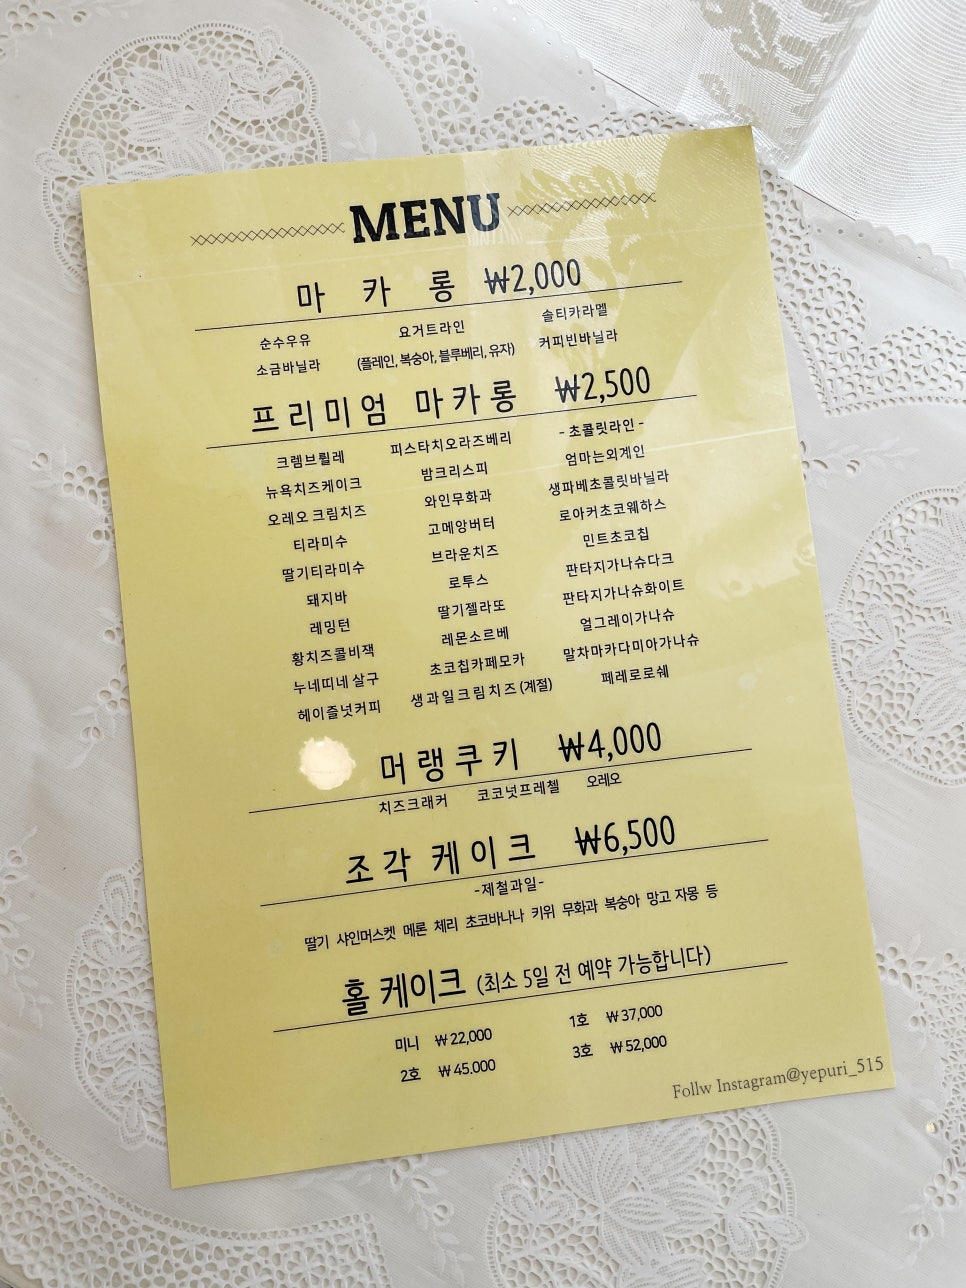 MENU
마 카 롱 ₩2,000
순수우유 요거트라인 솔티카라멜
소금바닐라 (플레인, 복숭아, 블루베리, 유자) 커피빈바닐라
프리미엄 마카롱 ₩2,500
크렘브륄레 피스타치오라즈베리 -초콜릿라인-
뉴욕치즈케이크 밤크리스피 엄마는외계인
오레오 크림치즈 와인무화과 생파베초콜릿바닐라
티라미수 고메앙버터 로아커초코웨하스
딸기티라미수 브라운치즈 민트초코칩
돼지바 로투스 판타지가나슈다크
레밍턴 딸기젤라또 판타지가나슈화이트
황치즈콜비잭 레몬소르베 얼그레이가나슈
누네띠네 살구 초코칩카페모카 말차마카다미아가나슈
헤이즐넛커피 생과일크림치즈(계절) 페레로로쉐
머랭쿠키 ₩4,000
치즈크래커 코코넛프레첼 오레오
조각 케이크 ₩6,500
-제철과일-
딸기 샤인머스켓 메론 체리 초코바나나 키위 무화과 복숭아 망고 자몽 등
홀 케이크 (최소 5일 전 예약 가능합니다)
미니 ₩22,000 1호 ₩37,000
2호 ₩45.000 3호 ₩52,000
Follw Instagram@yepuri_515